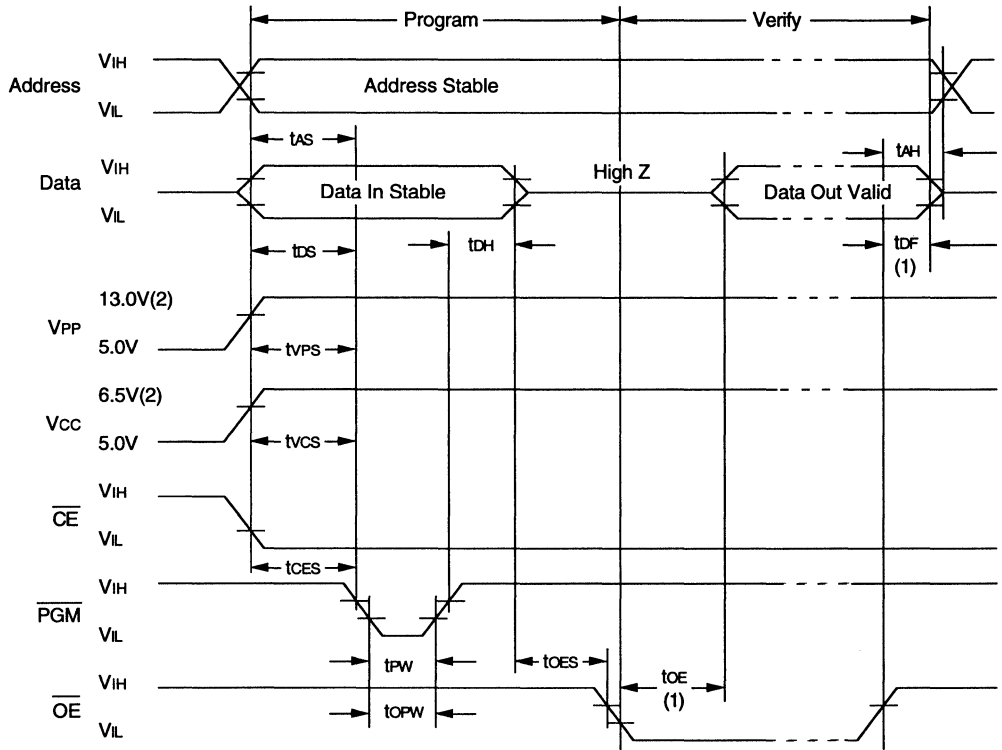 Program
Verify
Address
VIH
VIL
Address Stable
tAS
tAH
Data
VIH
VIL
Data In Stable
High Z
Data Out Valid
tDS
tDH
tDF
(1)
VPP
13.0V(2)
5.0V
tVPS
VCC
6.5V(2)
5.0V
tVCS
CE
VIH
VIL
tCES
PGM
VIH
VIL
tPW
tOES
tOE
(1)
OE
VIH
VIL
tOPW